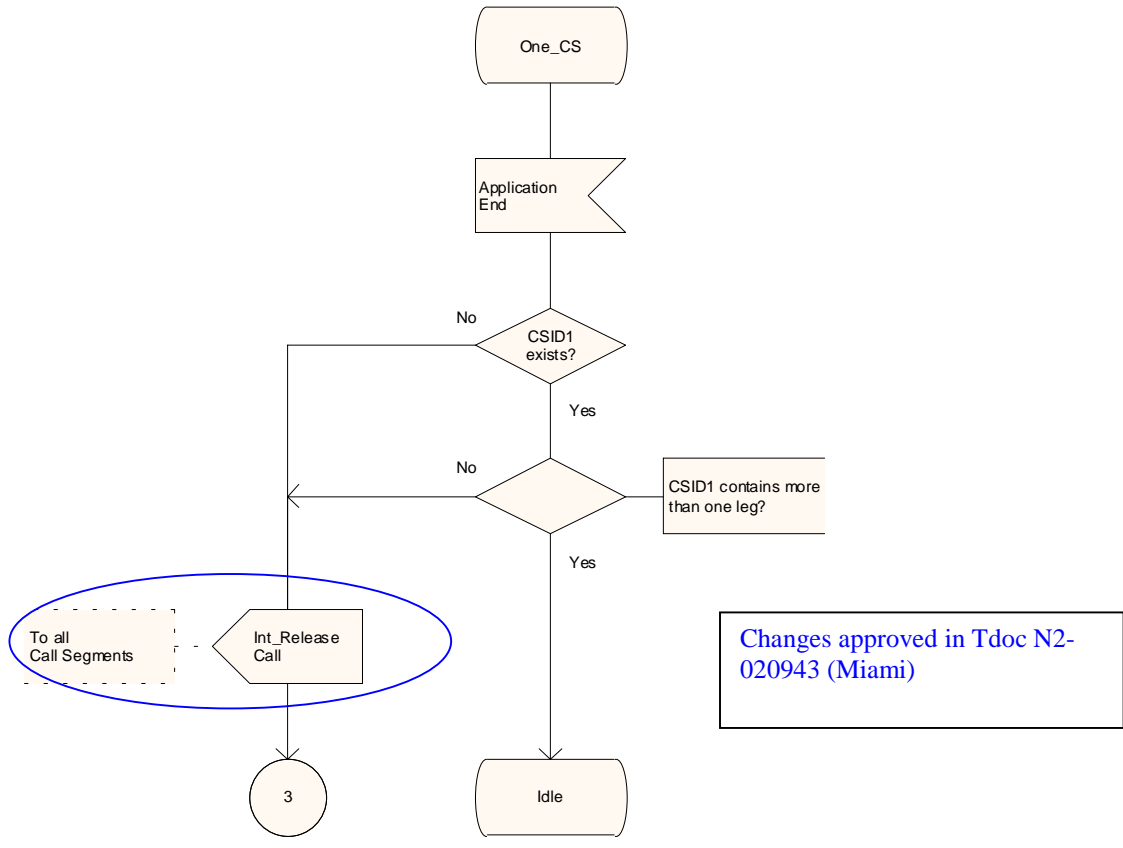 One_CS
Application
End
No
CSID1
exists?
Yes
No
CSID1 contains more
than one leg?
Yes
To all
Call Segments
Int_Release
Call
Changes approved in Tdoc N2-
020943 (Miami)
3
Idle